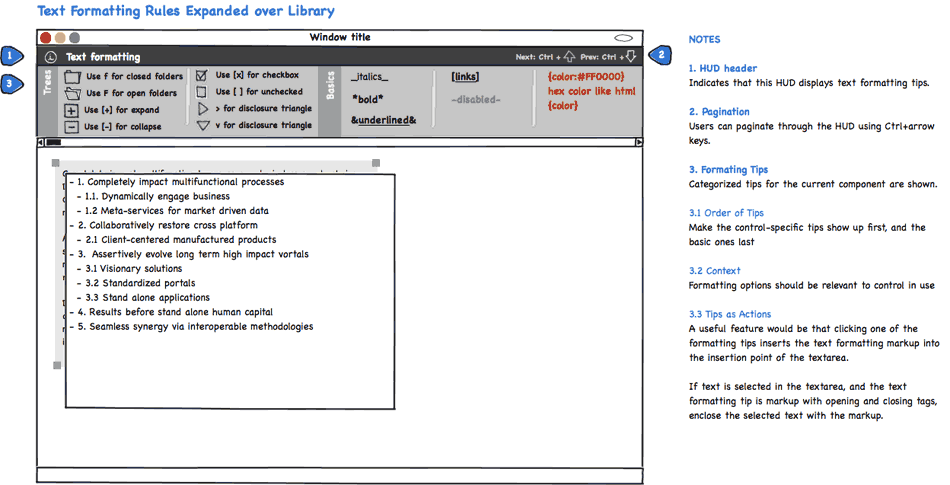 Text Formatting Rules Expanded over Library
Window title
1
Text formatting
Next: Ctrl + Prev: Ctrl +
2
3
Trees
Use f for closed folders
Use F for open folders
Use [+] for expand
Use [-] for collapse
Use [x] for checkbox
Use [ ] for unchecked
> for disclosure triangle
v for disclosure triangle
Basics
_italics_
*bold*
&underlined&
[links]
~disabled~
{color:#FF0000}
hex color like html
{color}
- 1. Completely impact multifunctional processes
- 1.1. Dynamically engage business
- 1.2 Meta-services for market driven data
- 2. Collaboratively restore cross platform
- 2.1 Client-centered manufactured products
- 3. Assertively evolve long term high impact vortals
- 3.1 Visionary solutions
- 3.2 Standardized portals
- 3.3 Stand alone applications
- 4. Results before stand alone human capital
- 5. Seamless synergy via interoperable methodologies
NOTES
1. HUD header
Indicates that this HUD displays text formatting tips.
2. Pagination
Users can paginate through the HUD using Ctrl+arrow
keys.
3. Formating Tips
Categorized tips for the current component are shown.
3.1 Order of Tips
Make the control-specific tips show up first, and the
basic ones last
3.2 Context
Formatting options should be relevant to control in use
3.3 Tips as Actions
A useful feature would be that clicking one of the
formatting tips inserts the text formatting markup into
the insertion point of the textarea.
If text is selected in the textarea, and the text
formatting tip is markup with opening and closing tags,
enclose the selected text with the markup.